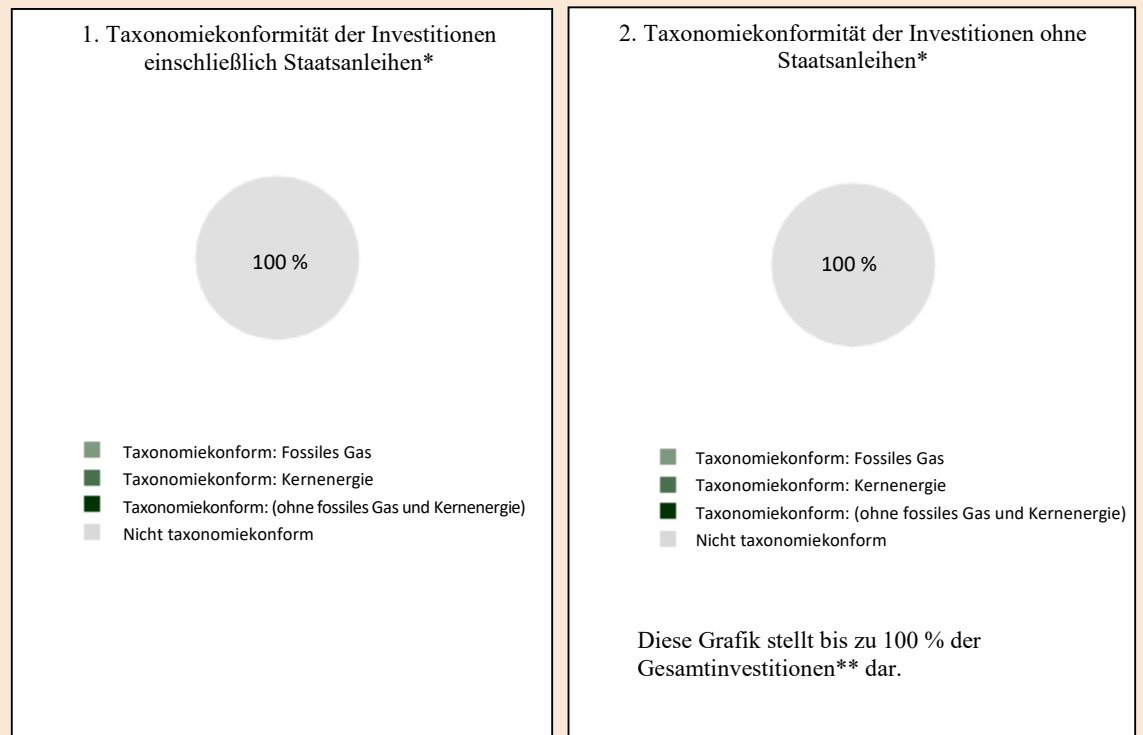 1. Taxonomiekonformität der Investitionen
einschließlich Staatsanleihen*
100 %
Taxonomiekonform: Fossiles Gas
Taxonomiekonform: Kernenergie
Taxonomiekonform: (ohne fossiles Gas und Kernenergie)
Nicht taxonomiekonform
2. Taxonomiekonformität der Investitionen ohne
Staatsanleihen*
100 %
Taxonomiekonform: Fossiles Gas
Taxonomiekonform: Kernenergie
Taxonomiekonform: (ohne fossiles Gas und Kernenergie)
Nicht taxonomiekonform
Diese Grafik stellt bis zu 100 % der
Gesamtinvestitionen** dar.